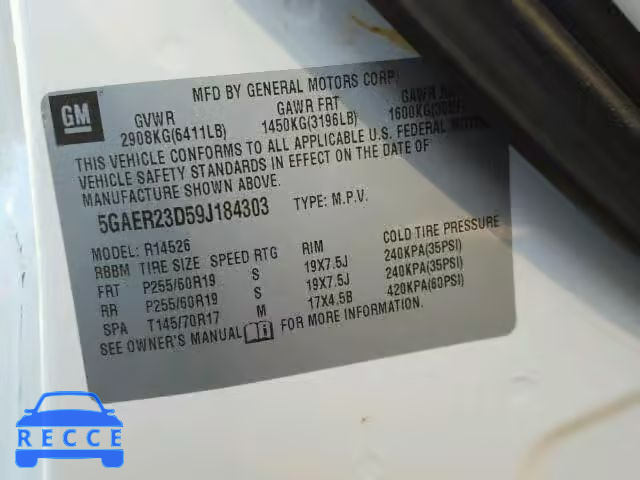 MFD BY GENERAL MOTORS CORP
GM
GVWR GAWR FRT GAWR
2908KG(6411LB) 1450KG(3196LB)
THIS VEHICLE CONFORMS TO ALL APPLICABLE U.S. FEDERAL
VEHICLE SAFETY STANDARDS IN EFFECT ON THE DATE OF
MANUFACTURE SHOWN ABOVE.
5GAER23D59J184303 TYPE: M.P.V.
MODEL: R14526 COLD TIRE PRESSURE
RBBM TIRE SIZE SPEED RTG RIM
FRT P255/60R19 S 19X7.5J 240KPA(35PSI)
RR P255/60R19 S 19X7.5J 240KPA(35PSI)
SPA T145/70R17 M 17X4.5B 420KPA(60PSI)
SEE OWNER'S MANUAL FOR MORE INFORMATION.
RECCE